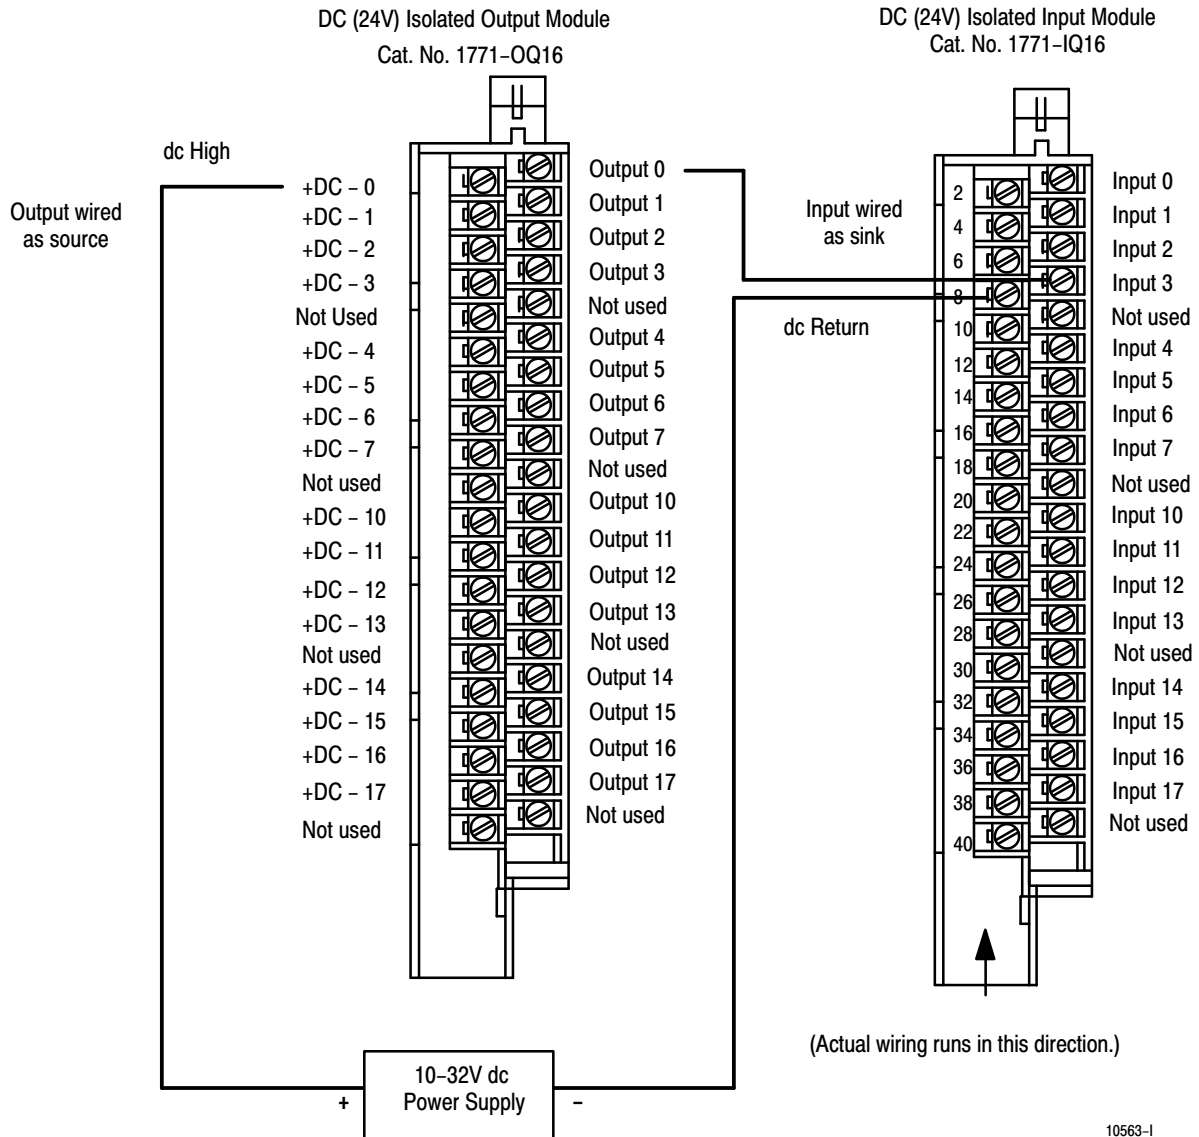 DC (24V) Isolated Output Module
Cat. No. 1771-OQ16
DC (24V) Isolated Input Module
Cat. No. 1771-IQ16
dc High
Output wired
as source
+DC - 0
+DC - 1
+DC - 2
+DC - 3
Not Used
+DC - 4
+DC - 5
+DC - 6
+DC - 7
Not used
+DC - 10
+DC - 11
+DC - 12
+DC - 13
Not used
+DC - 14
+DC - 15
+DC - 16
+DC - 17
Not used
Output 0
Output 1
Output 2
Output 3
Not used
Output 4
Output 5
Output 6
Output 7
Not used
Output 10
Output 11
Output 12
Output 13
Not used
Output 14
Output 15
Output 16
Output 17
Not used
Input wired
as sink
dc Return
2
4
6
8
10
12
14
16
18
20
22
24
26
28
30
32
34
36
38
40
Input 0
Input 1
Input 2
Input 3
Not used
Input 4
Input 5
Input 6
Input 7
Not used
Input 10
Input 11
Input 12
Input 13
Not used
Input 14
Input 15
Input 16
Input 17
Not used
(Actual wiring runs in this direction.)
10-32V dc
+ Power Supply -
10563-I